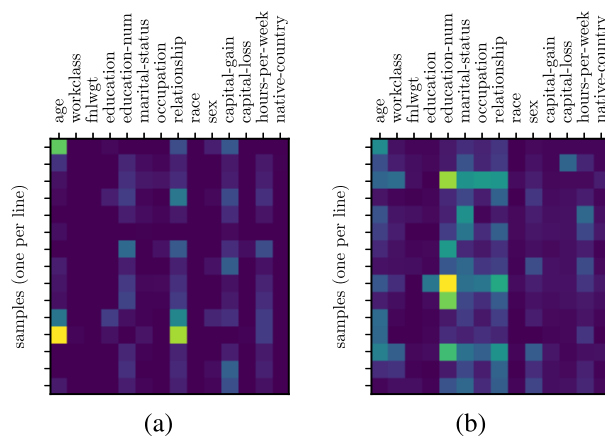 age
workclass
fnlwgt
education
education-num
marital-status
occupation
relationship
race
sex
capital-gain
capital-loss
hours-per-week
native-country
samples (one per line)
(a)
age
workclass
fnlwgt
education
education-num
marital-status
occupation
relationship
race
sex
capital-gain
capital-loss
hours-per-week
native-country
samples (one per line)
(b)